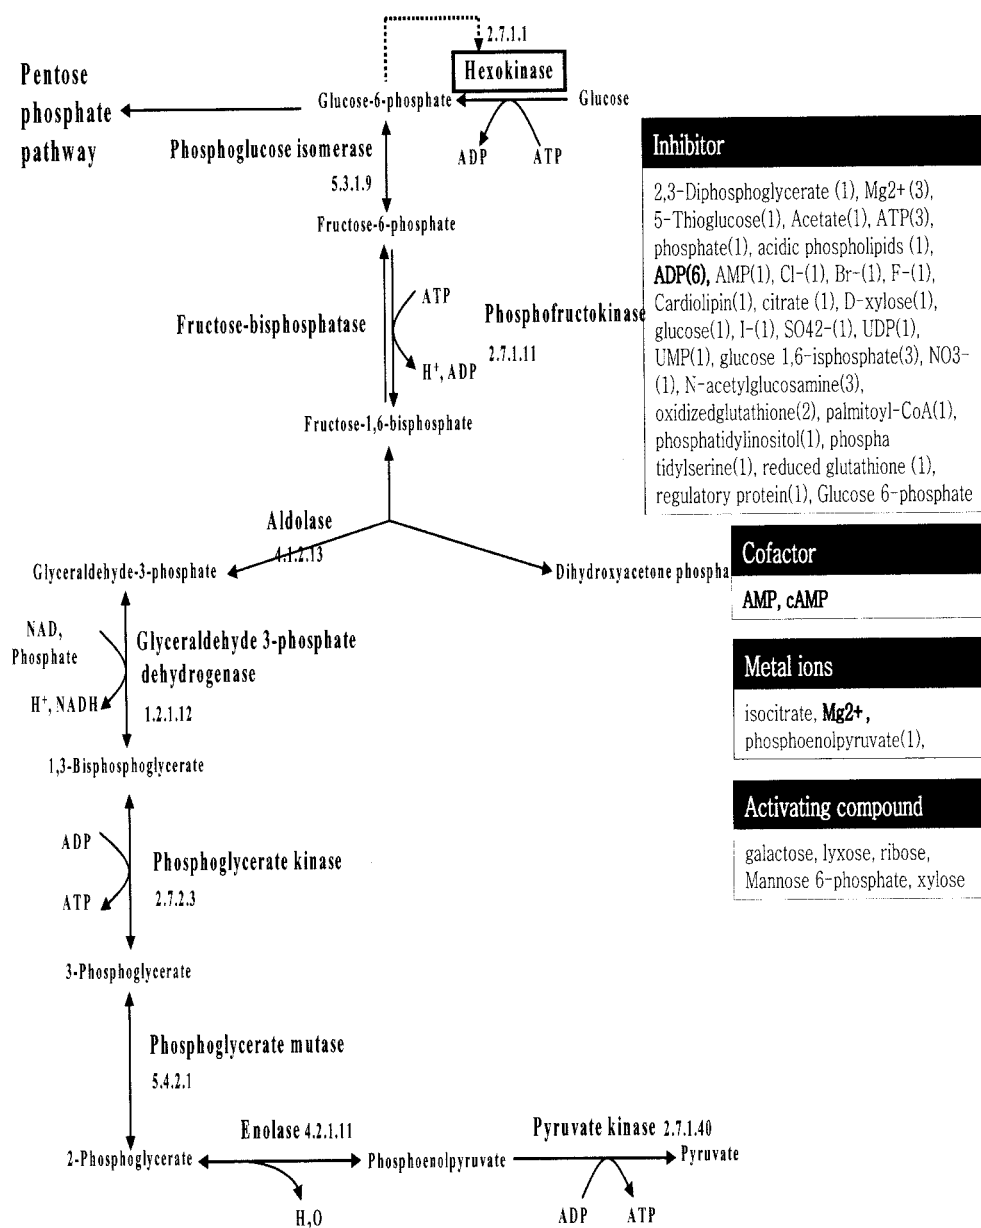 2.7.1.1
Hexokinase
Pentose
phosphate
pathway
Glucose-6-phosphate
Glucose
ADP
ATP
Phosphoglucose isomerase
5.3.1.9
Fructose-6-phosphate
Fructose-bisphosphatase
ATP
H+, ADP
Phosphofructokinase
2.7.1.11
Fructose-1,6-bisphosphate
Aldolase
4.1.2.13
Glyceraldehyde-3-phosphate
Dihydroxyacetone phospha
NAD,
Phosphate
H+, NADH
Glyceraldehyde 3-phosphate
dehydrogenase
1.2.1.12
1,3-Bisphosphoglycerate
ADP
ATP
Phosphoglycerate kinase
2.7.2.3
3-Phosphoglycerate
Phosphoglycerate mutase
5.4.2.1
2-Phosphoglycerate
Enolase 4.2.1.11
H2O
Phosphoenolpyruvate
Pyruvate kinase 2.7.1.40
ADP
ATP
Pyruvate
Inhibitor
2,3-Diphosphoglycerate (1), Mg2+(3),
5-Thioglucose(1), Acetate(1), ATP(3),
phosphate(1), acidic phospholipids (1),
ADP(6), AMP(1), Cl-(1), Br-(1), F-(1),
Cardiolipin(1), citrate (1), D-xylose(1),
glucose(1), I-(1), SO42-(1), UDP(1),
UMP(1), glucose 1,6-isphosphate(3), NO3-
(1), N-acetylglucosamine(3),
oxidizedglutathione(2), palmitoyl-CoA(1),
phosphatidylinositol(1), phospha
tidylserine(1), reduced glutathione (1),
regulatory protein(1), Glucose 6-phosphate
Cofactor
AMP, cAMP
Metal ions
isocitrate, Mg2+,
phosphoenolpyruvate(1),
Activating compound
galactose, lyxose, ribose,
Mannose 6-phosphate, xylose